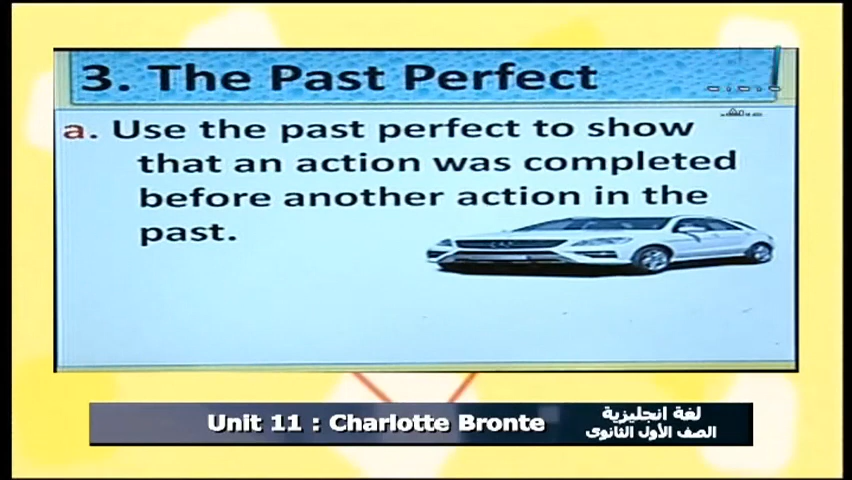 3. The Past Perfect
a. Use the past perfect to show
that an action was completed
before another action in the
past.
Unit 11 : Charlotte Bronte
لغة انجليزية
الصف الأول الثانوى